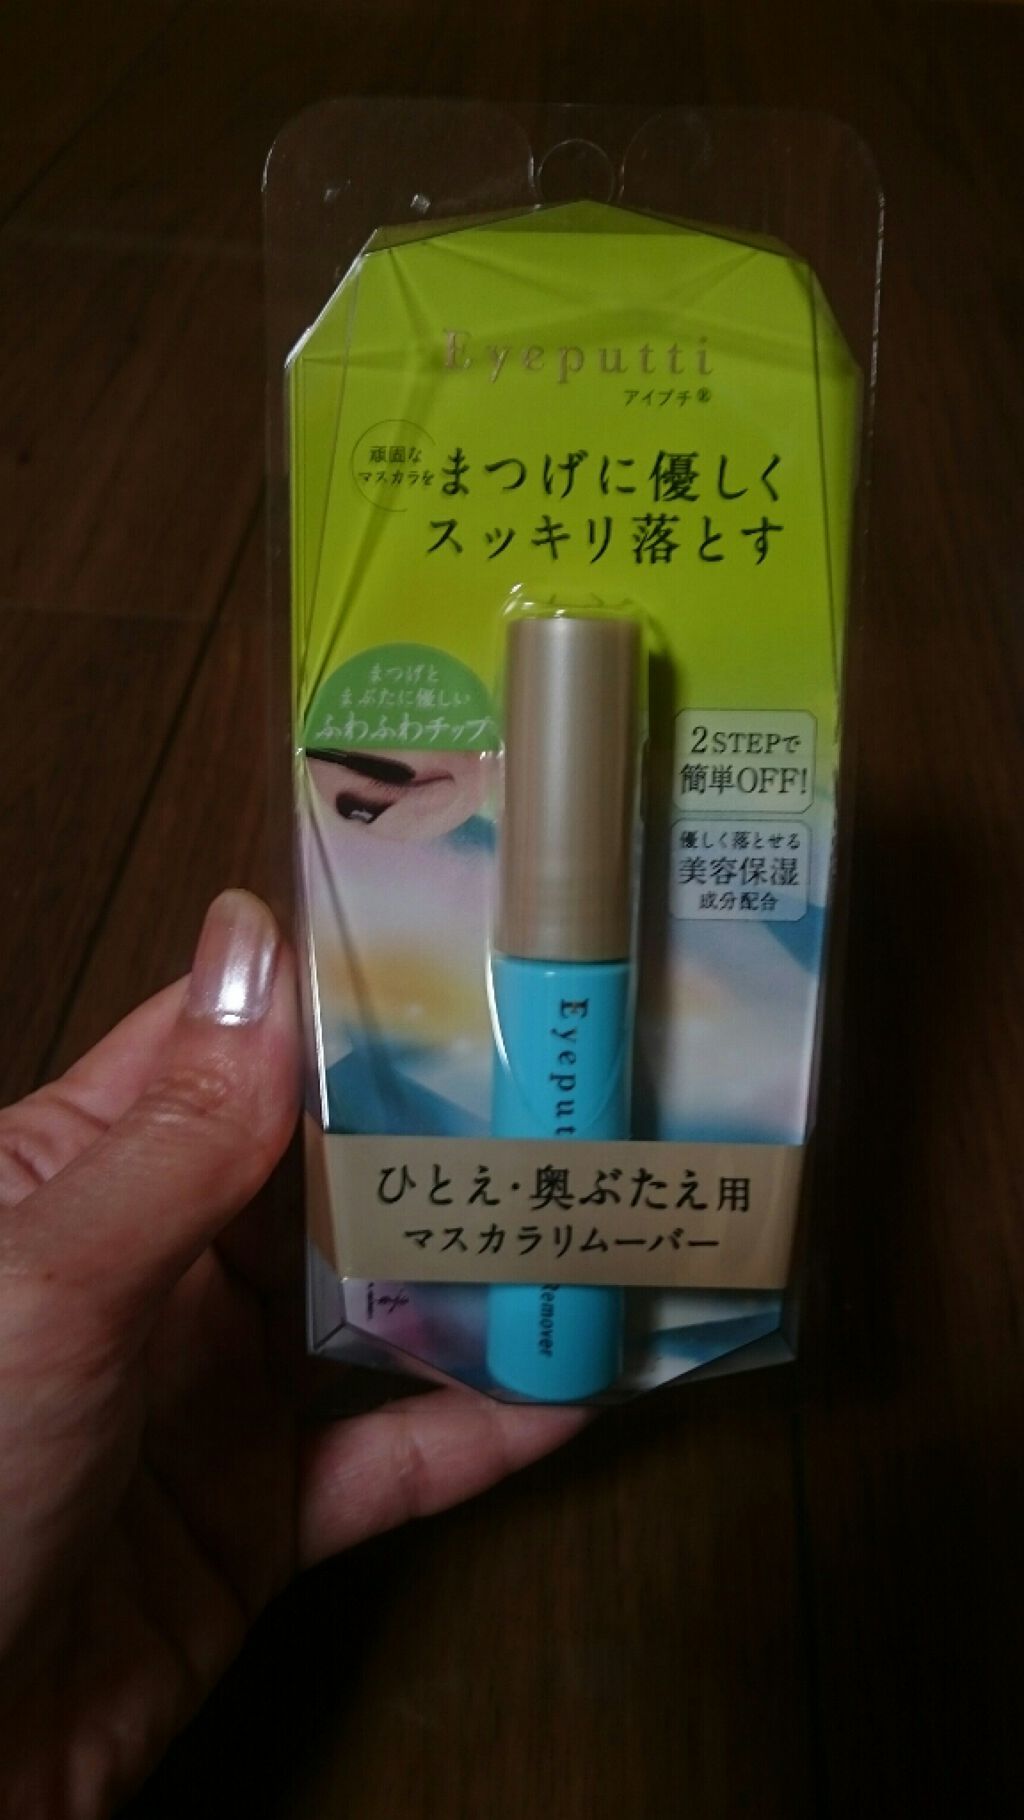 Eyeputti
アイプチ®
頑固な
マスカラを
まつげに優しく
スッキリ落とす
まつげと
まぶたに優しい
ふわふわチップ
2STEPで
簡単OFF!
優しく落とせる
美容保湿
成分配合
Eyeput
ひとえ・奥ぶたえ用
マスカラリムーバー
Remover